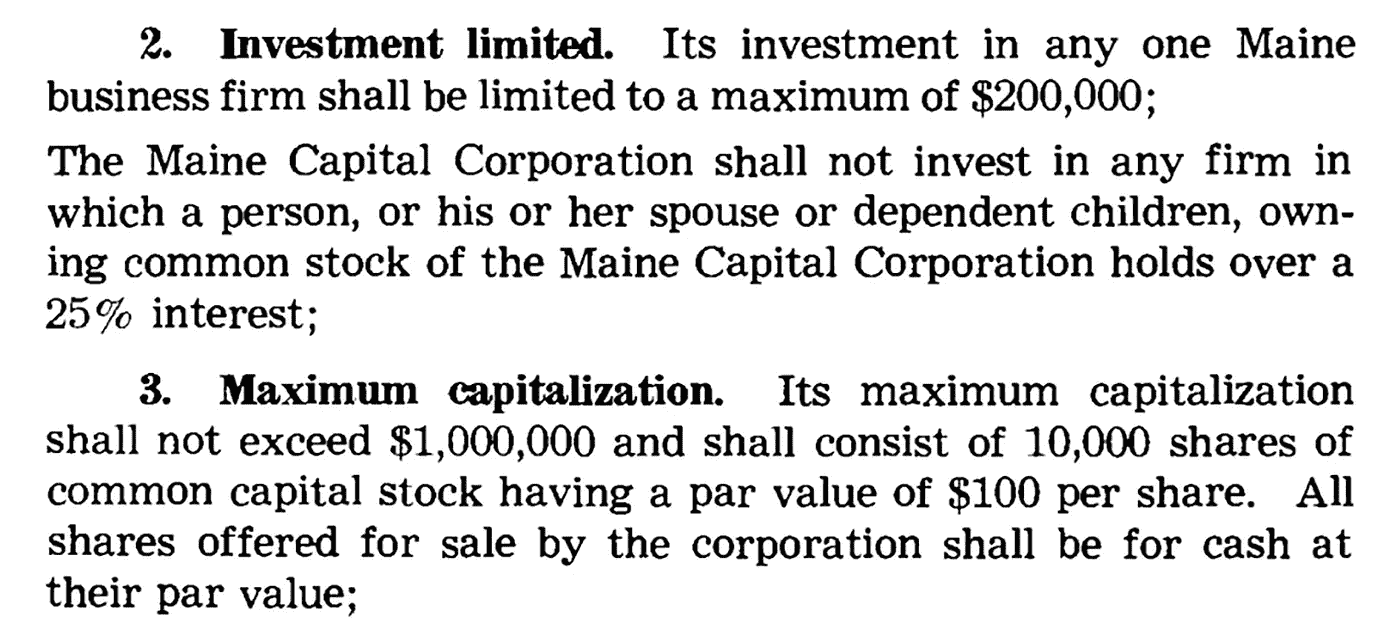 2. Investment limited. Its investment in any one Maine
business firm shall be limited to a maximum of $200,000;
The Maine Capital Corporation shall not invest in any firm in
which a person, or his or her spouse or dependent children, own-
ing common stock of the Maine Capital Corporation holds over a
25% interest;
3. Maximum capitalization. Its maximum capitalization
shall not exceed $1,000,000 and shall consist of 10,000 shares of
common capital stock having a par value of $100 per share. All
shares offered for sale by the corporation shall be for cash at
their par value;